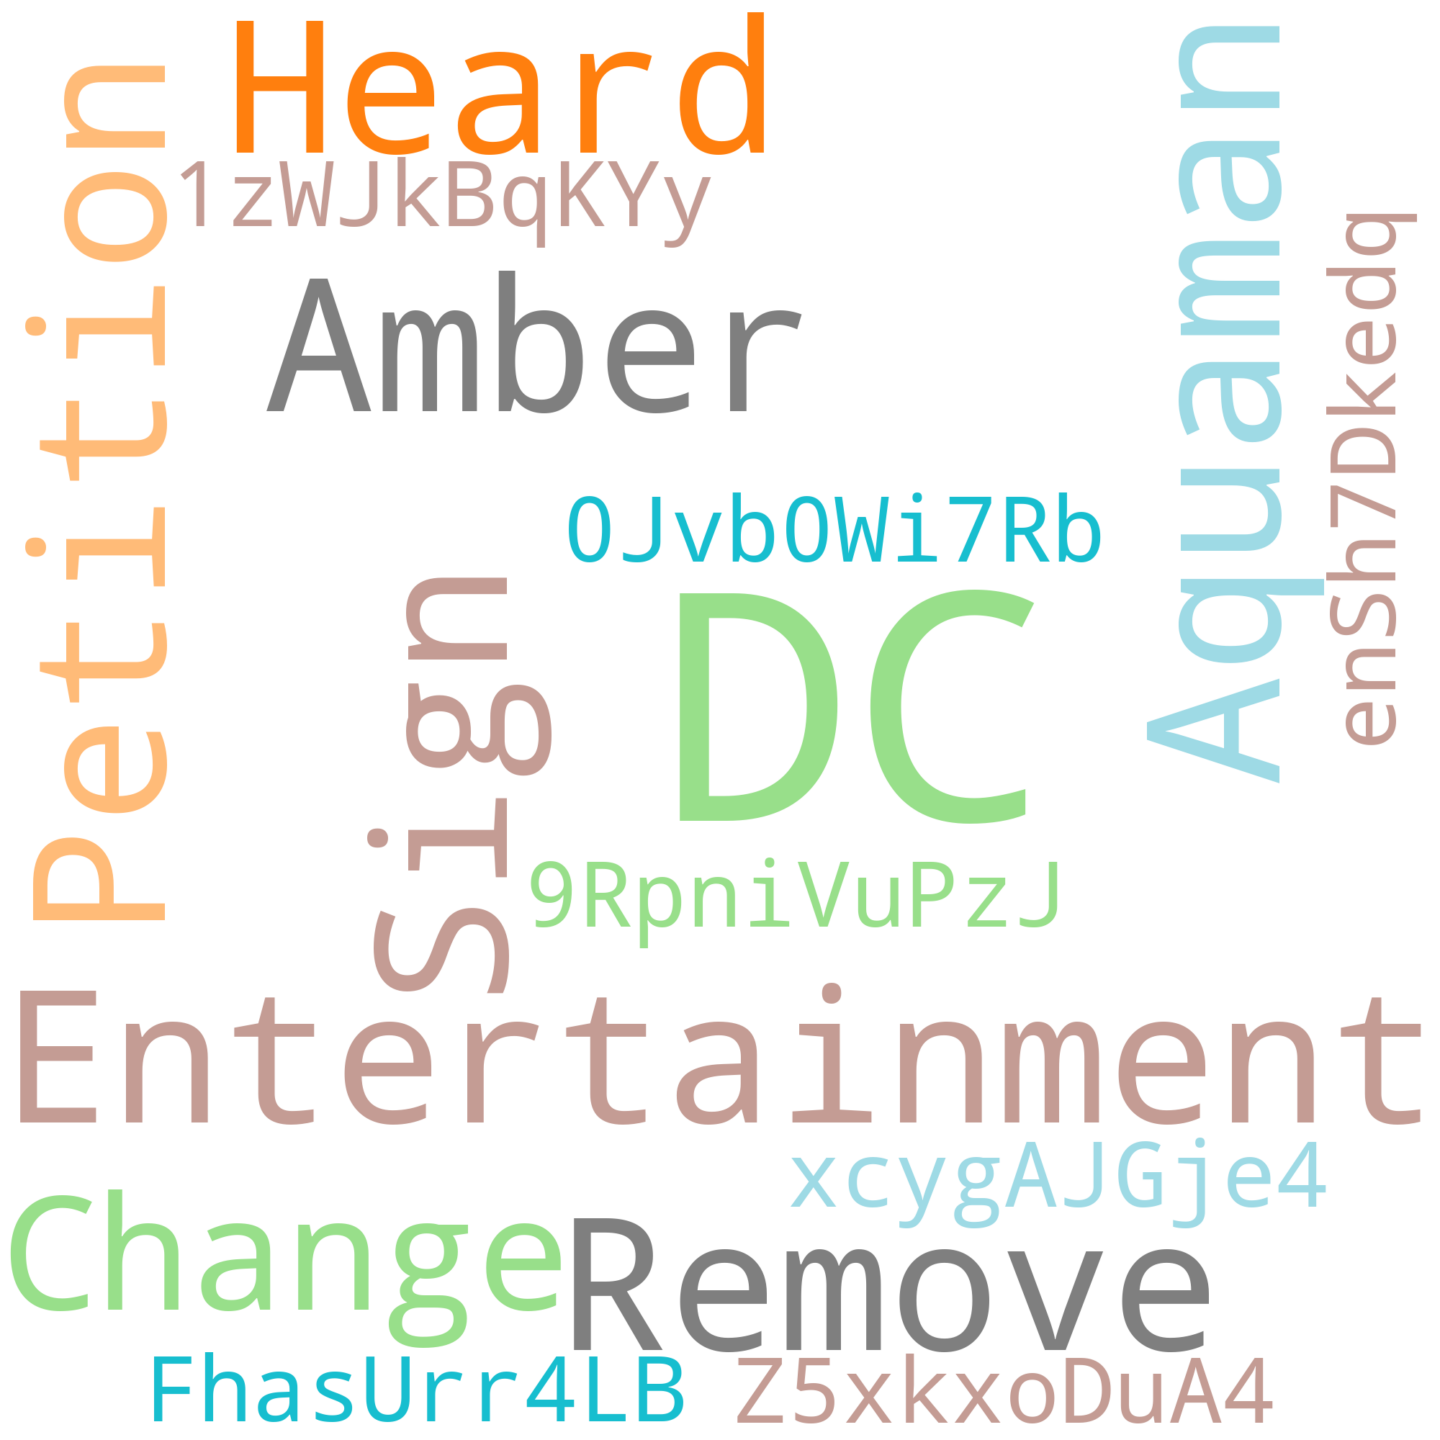 Heard
Petition
1zWJkBqKYy
Aquaman
enSh7Dkedq
Amber
0Jvb0Wi7Rb
Sign
DC
9RpniVuPzJ
Entertainment
xcygAJGje4
Change
Remove
FhasUrr4LB
Z5xkxoDuA4